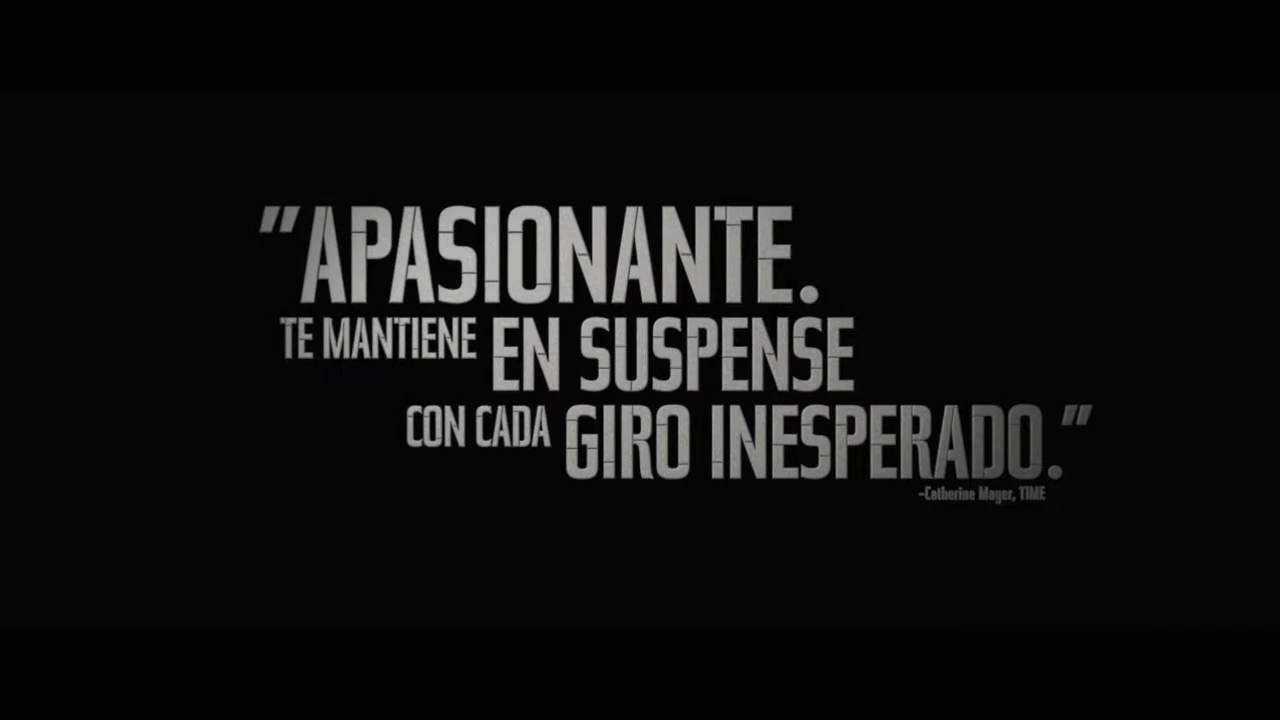 "APASIONANTE.
TE MANTIENE EN SUSPENSE
CON CADA GIRO INESPERADO."
-Catherine Mayer, TIME